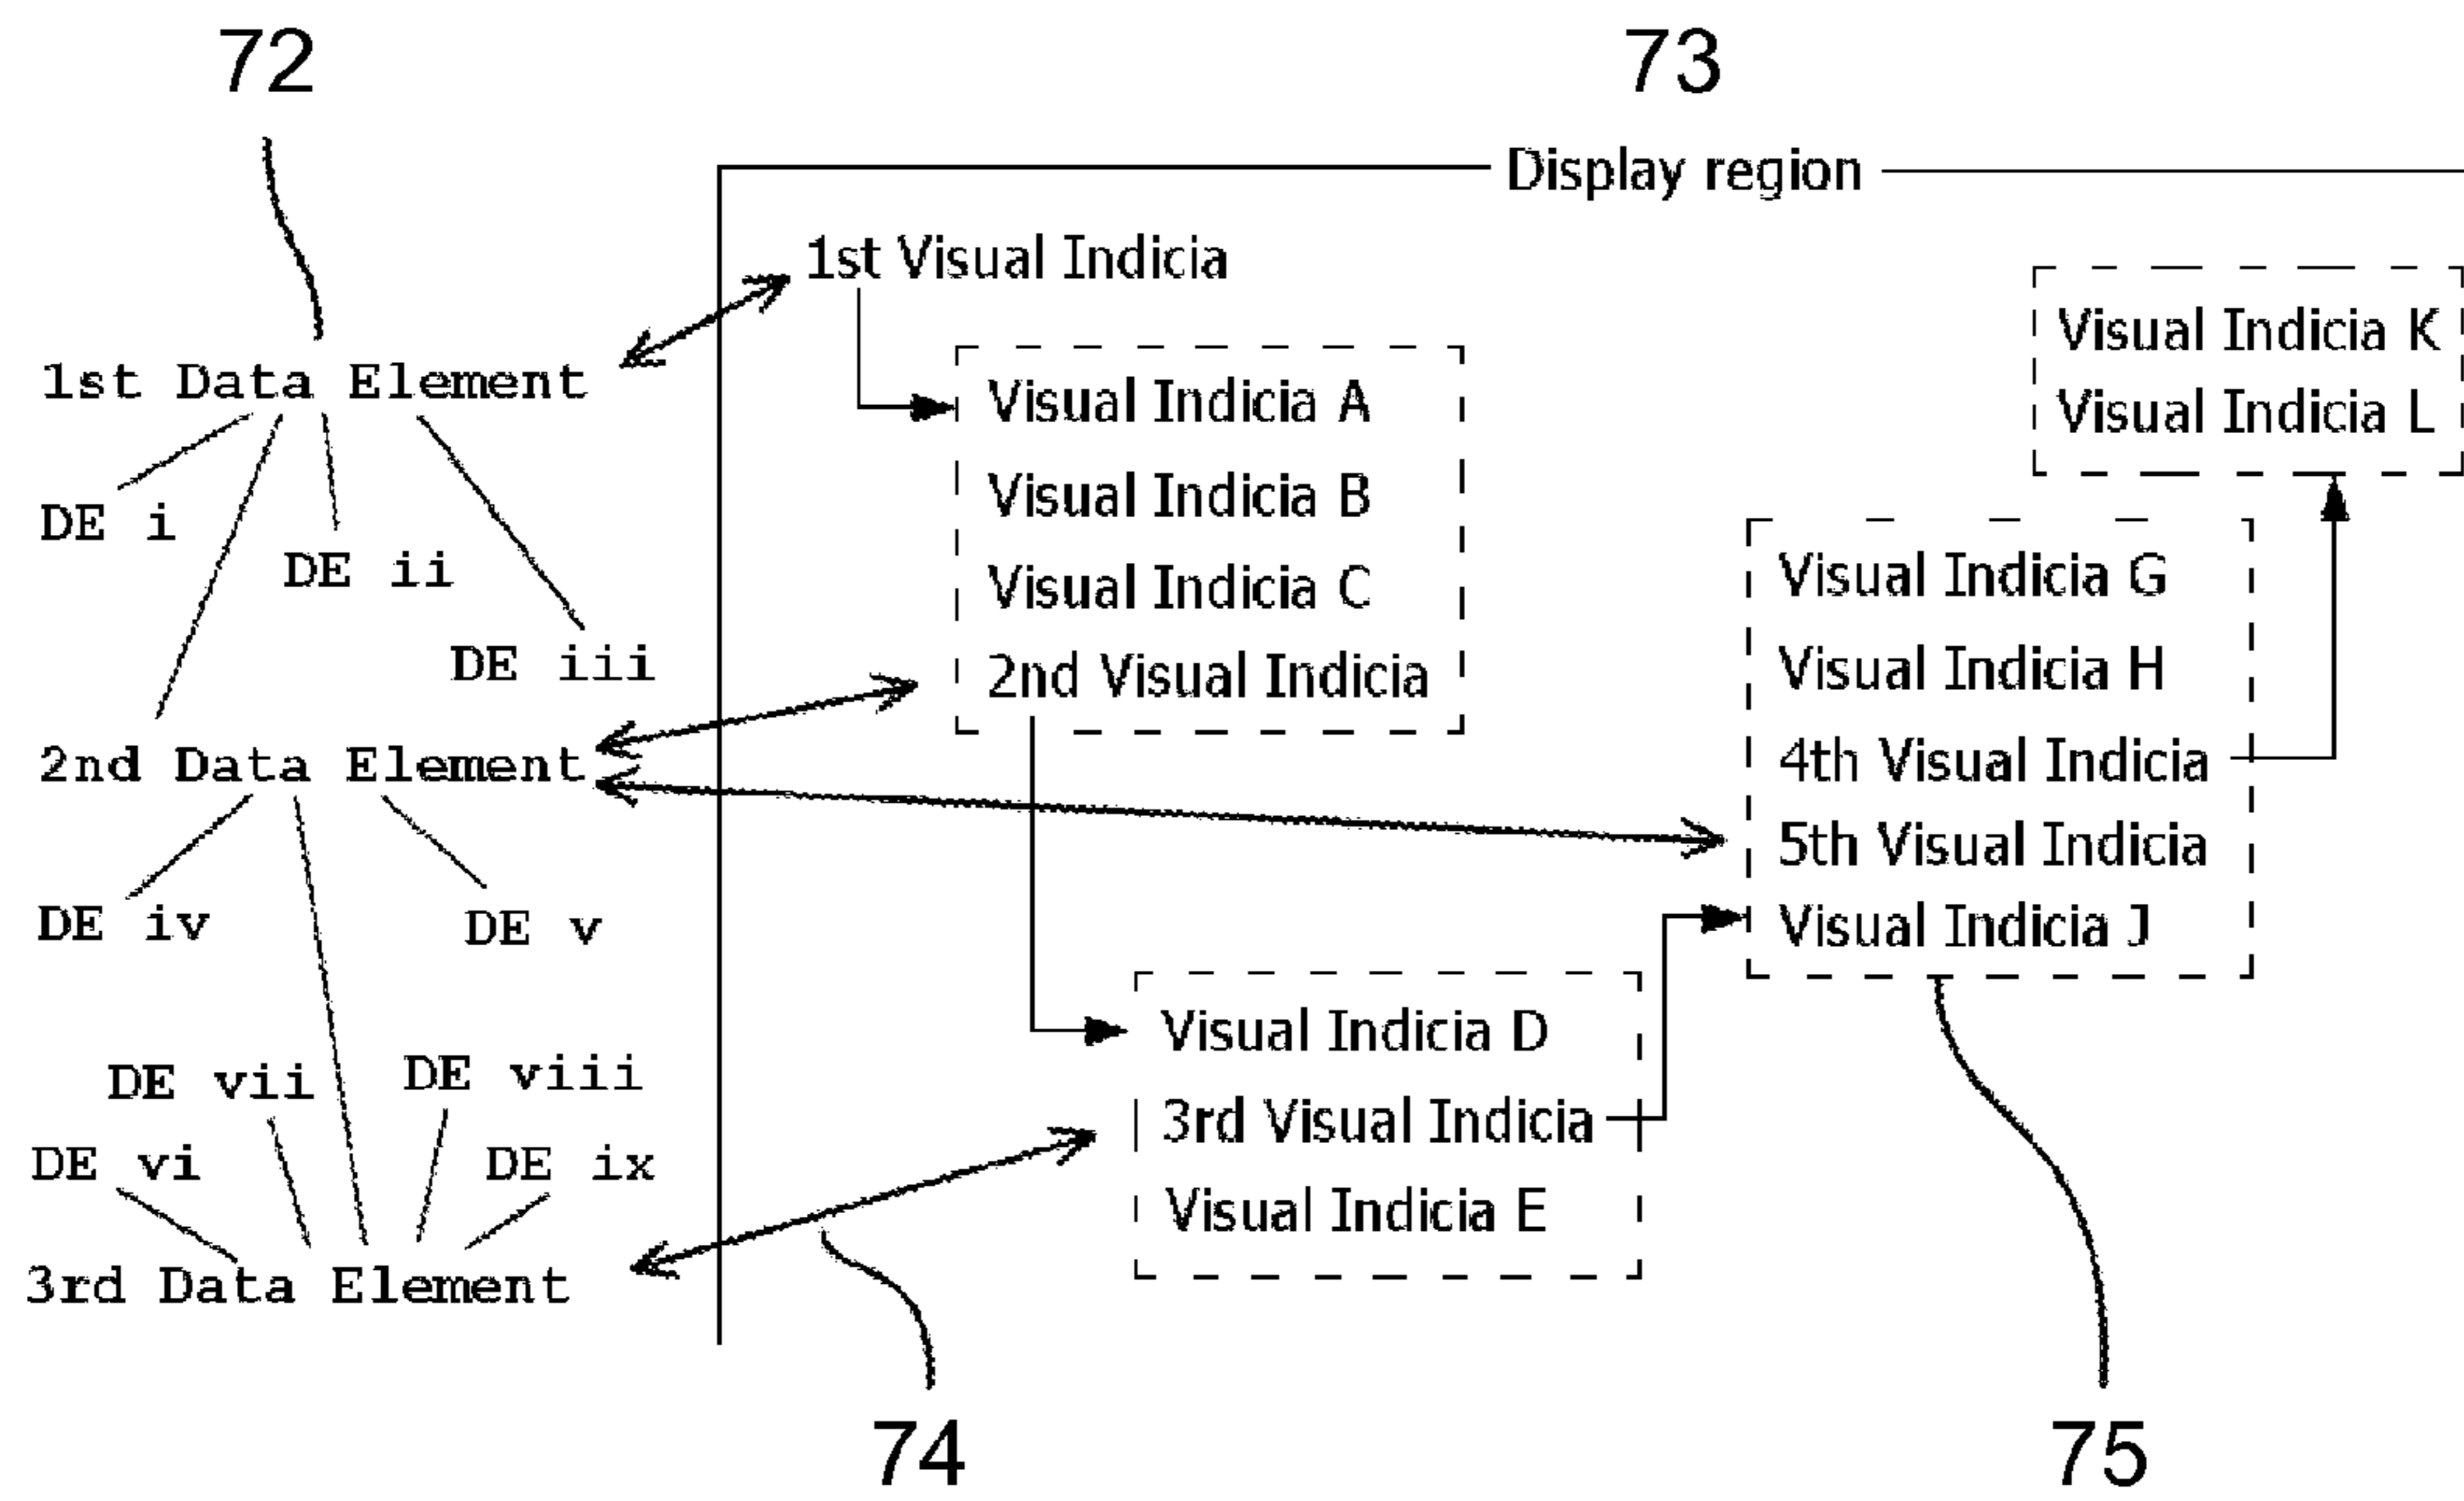 72
73
Display region
1st Visual Indicia
1st Data Element
DE i
DE ii
DE iii
2nd Data Element
DE iv
DE v
DE vii
DE viii
DE vi
DE ix
3rd Data Element
Visual Indicia A
Visual Indicia B
Visual Indicia C
2nd Visual Indicia
Visual Indicia D
3rd Visual Indicia
Visual Indicia E
Visual Indicia G
Visual Indicia H
4th Visual Indicia
5th Visual Indicia
Visual Indicia J
Visual Indicia K
Visual Indicia L
74
75